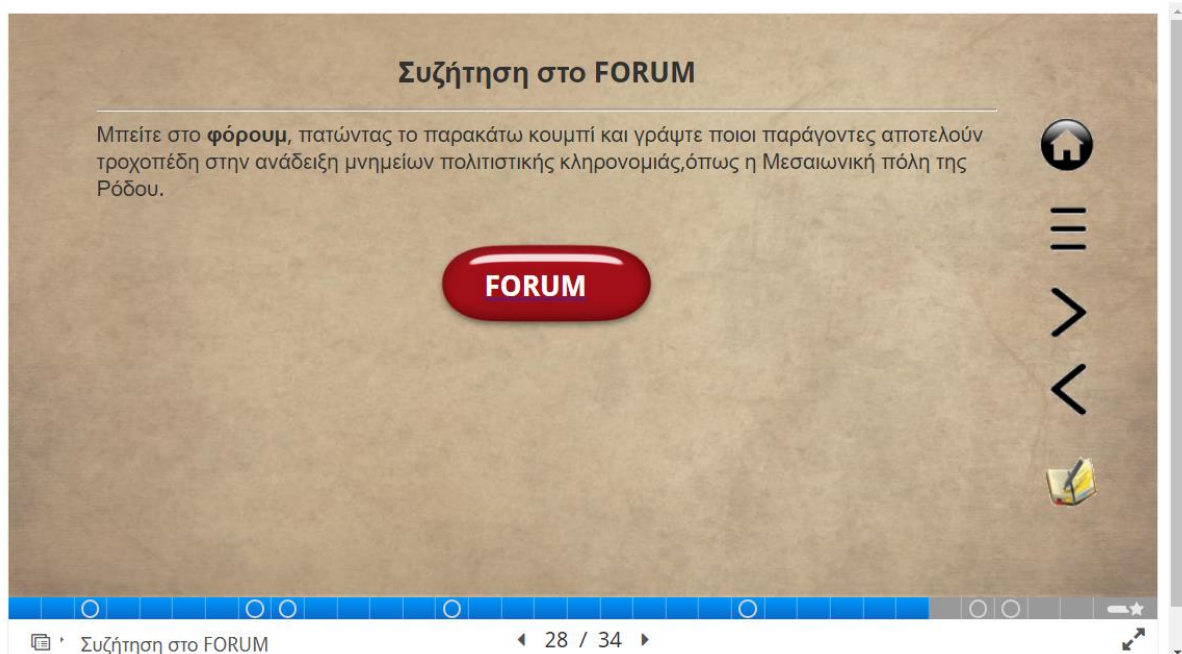 Συζήτηση στο FORUM
Μπείτε στο φόρουμ, πατώντας το παρακάτω κουμπί και γράψτε ποιοι παράγοντες αποτελούν
τροχοπέδη στην ανάδειξη μνημείων πολιτιστικής κληρονομιάς,όπως η Μεσαιωνική πόλη της
Ρόδου.
FORUM
Συζήτηση στο FORUM
28 / 34